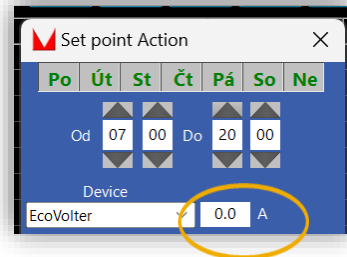 Set point Action
Po Út St Čt Pá So Ne
Od 07 00 Do 20 00
Device
EcoVolter 0.0 A